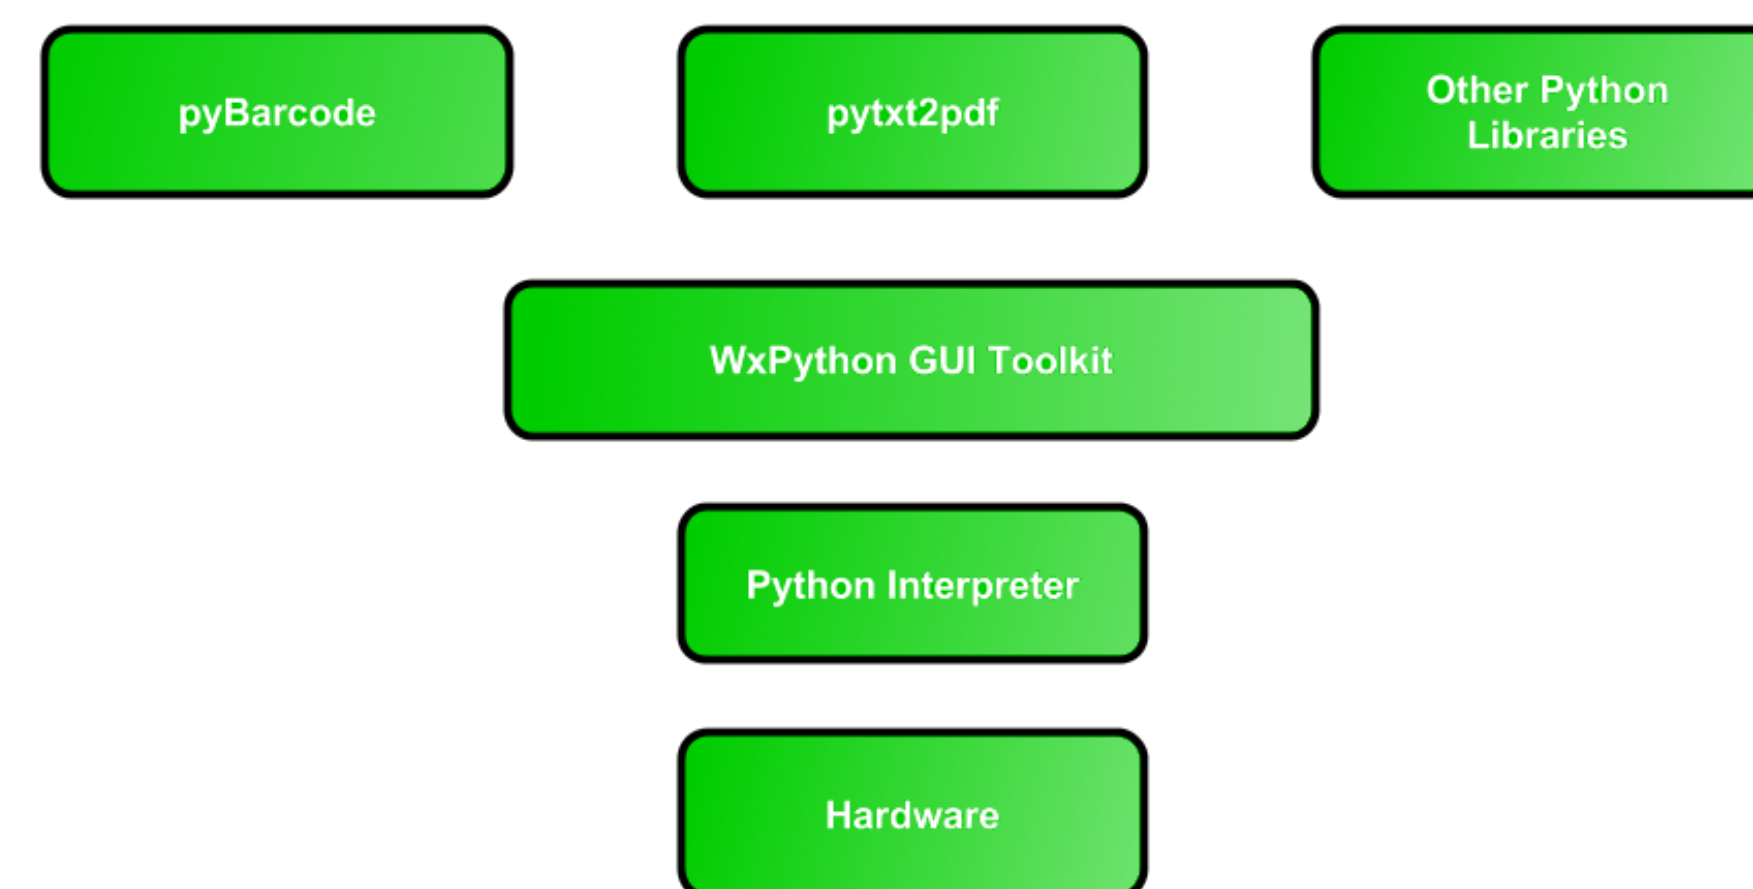 pyBarcode
pytxt2pdf
Other Python
Libraries
WxPython GUI Toolkit
Python Interpreter
Hardware